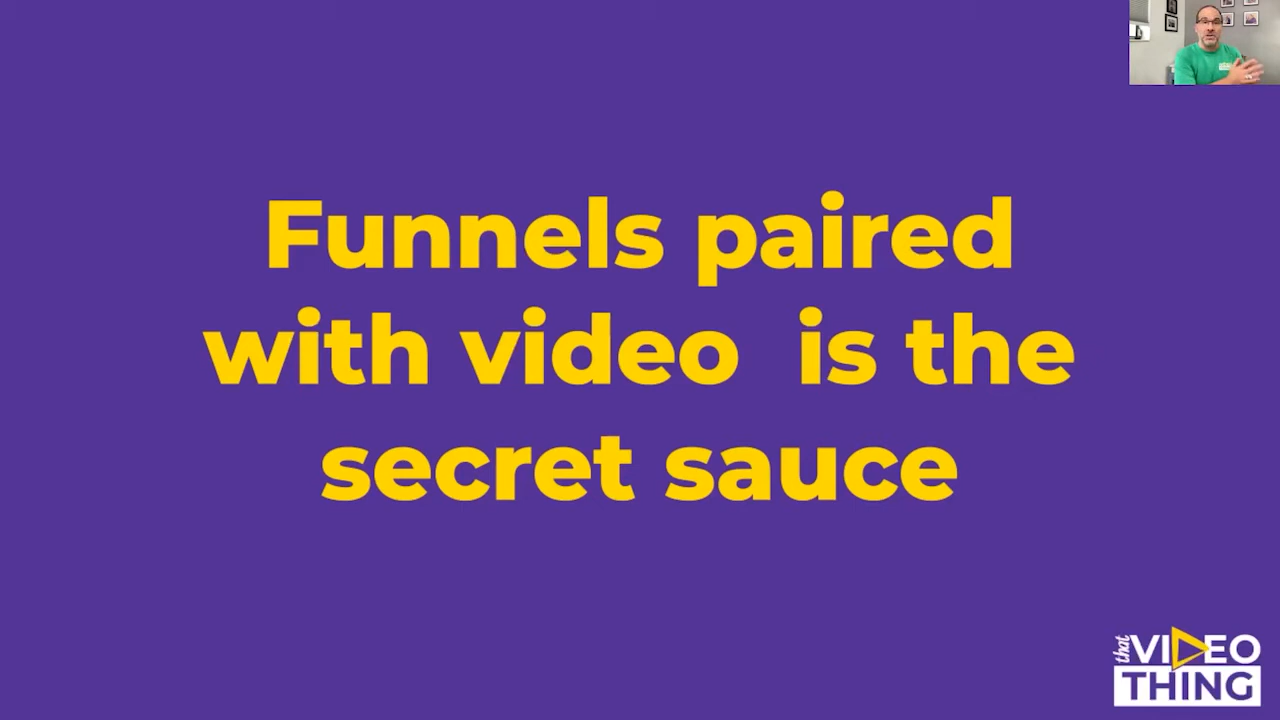 Funnels paired
with video  is the
secret sauce
that VIDEO
THING